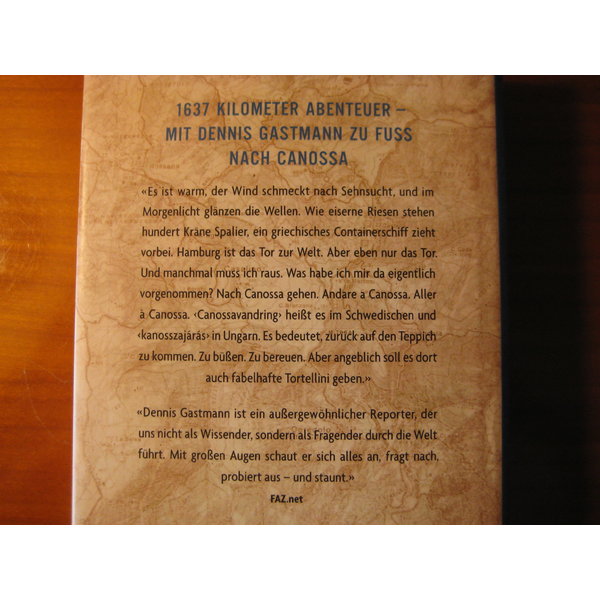 1637 KILOMETER ABENTEUER –
MIT DENNIS GASTMANN ZU FUSS
NACH CANOSSA
«Es ist warm, der Wind schmeckt nach Sehnsucht, und im
Morgenlicht glänzen die Wellen. Wie eiserne Riesen stehen
hundert Kräne Spalier, ein griechisches Containerschiff zieht
vorbei. Hamburg ist das Tor zur Welt. Aber eben nur das Tor.
Und manchmal muss ich raus. Was habe ich mir da eigentlich
vorgenommen? Nach Canossa gehen. Andare a Canossa. Aller
à Canossa. ‹Canossavandring› heißt es im Schwedischen und
‹kanosszajárás› in Ungarn. Es bedeutet, zurück auf den Teppich
zu kommen. Zu büßen. Zu bereuen. Aber angeblich soll es dort
auch fabelhafte Tortellini geben.»
«Dennis Gastmann ist ein außergewöhnlicher Reporter, der
uns nicht als Wissender, sondern als Fragender durch die Welt
führt. Mit großen Augen schaut er sich alles an, fragt nach,
probiert aus – und staunt.»
FAZ.net